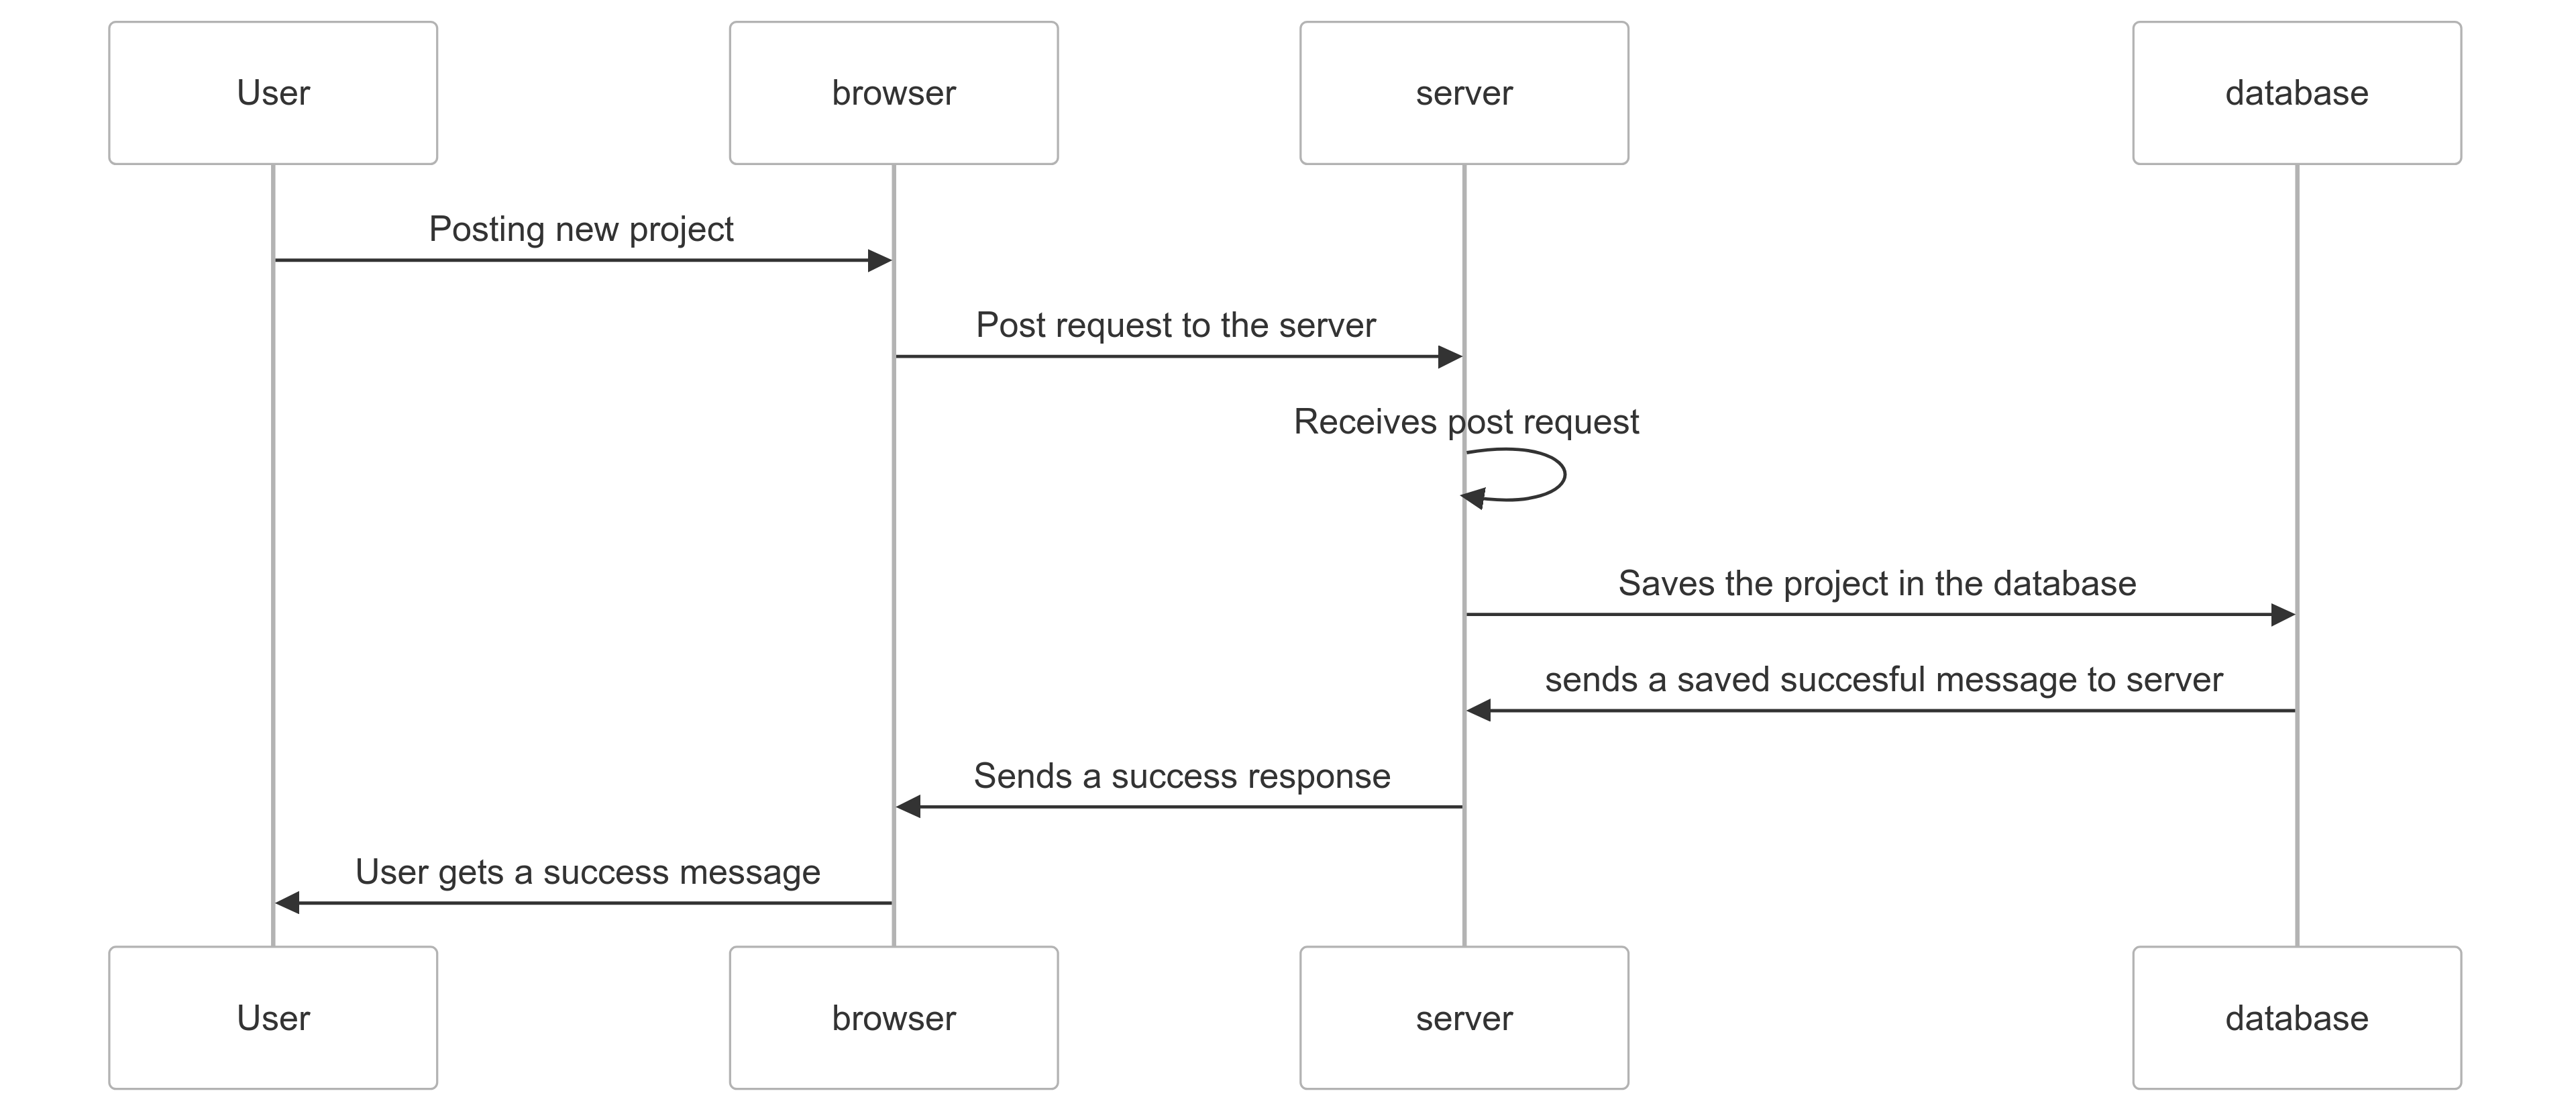 User
browser
server
database
Posting new project
Post request to the server
Receives post request
Saves the project in the database
sends a saved succesful message to server
Sends a success response
User gets a success message
User
browser
server
database